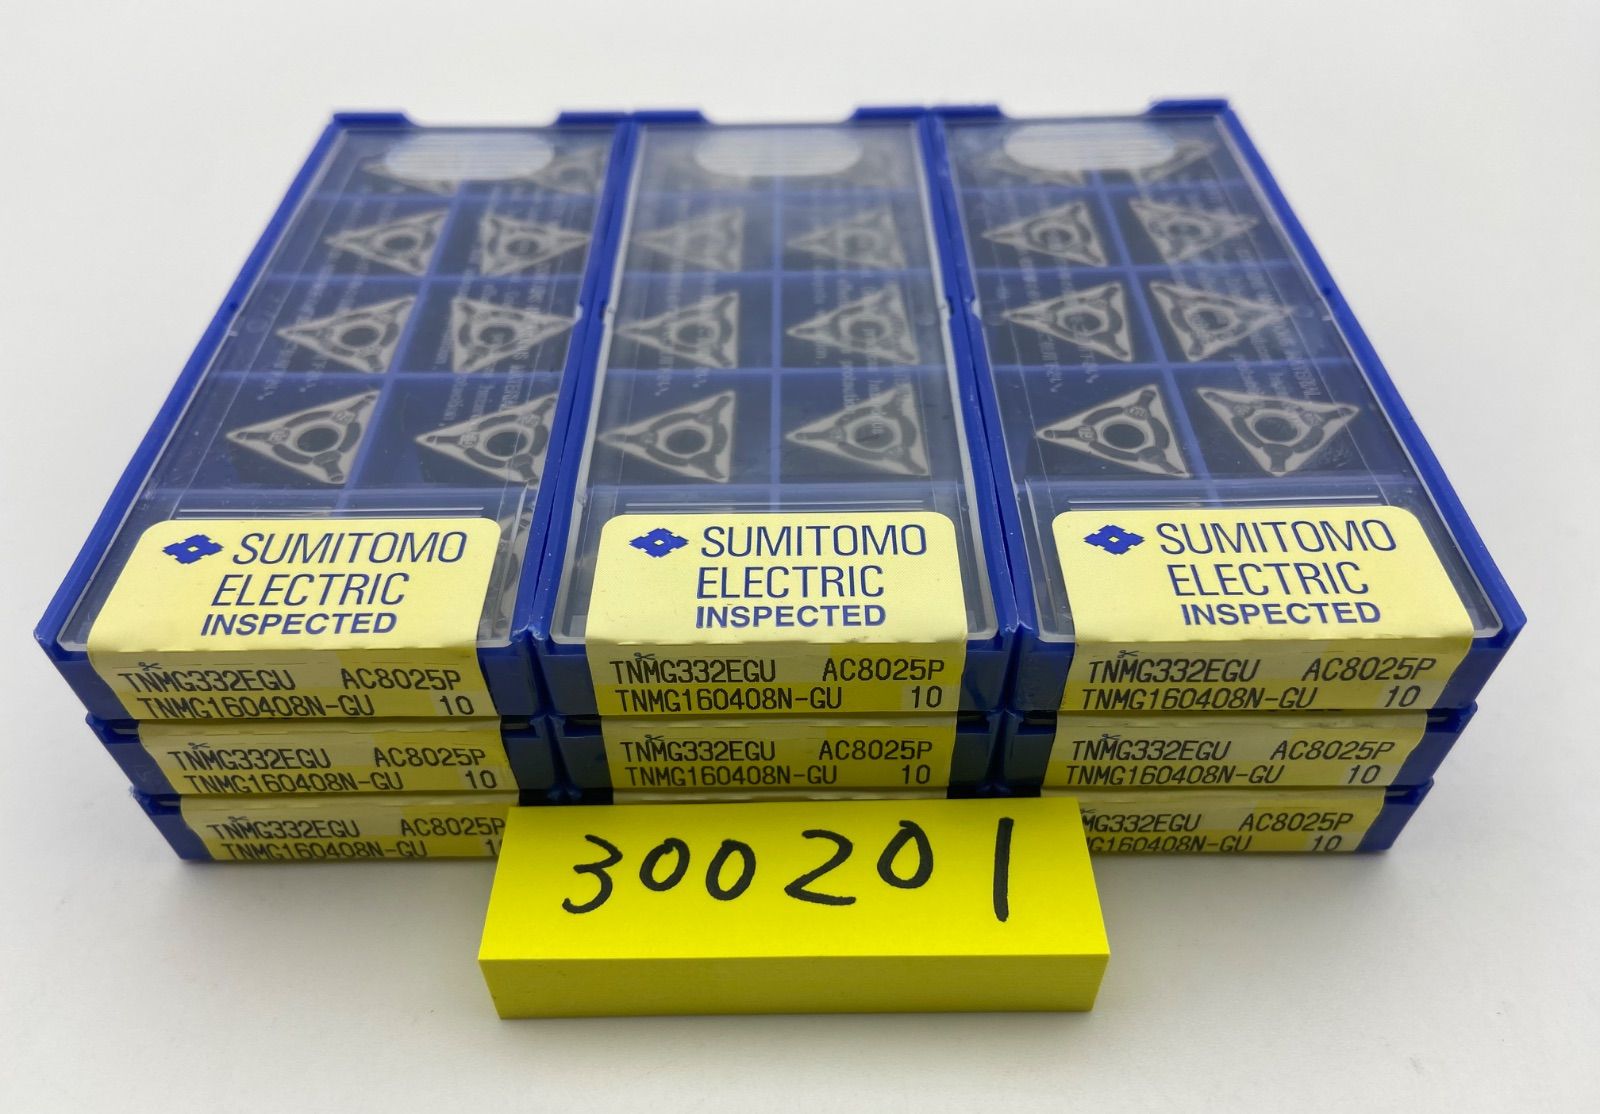 SUMITOMO
ELECTRIC
INSPECTED
TNMG332EGU AC8025P
TNMG160408N-GU 10
TNMG332EGU AC8025P
TNMG160408N-GU 10
TNMG332EGU AC8025P
TNMG160408N-GU
SUMITOMO
ELECTRIC
INSPECTED
TNMG332EGU AC8025P
TNMG160408N-GU 10
TNMG332EGU AC8025P
TNMG160408N-GU 10
SUMITOMO
ELECTRIC
INSPECTED
TNMG332EGU AC8025P
TNMG160408N-GU 10
TNMG332EGU AC8025P
TNMG160408N-GU 10
MG332EGU AC8025P
G160408N-GU 10
300201